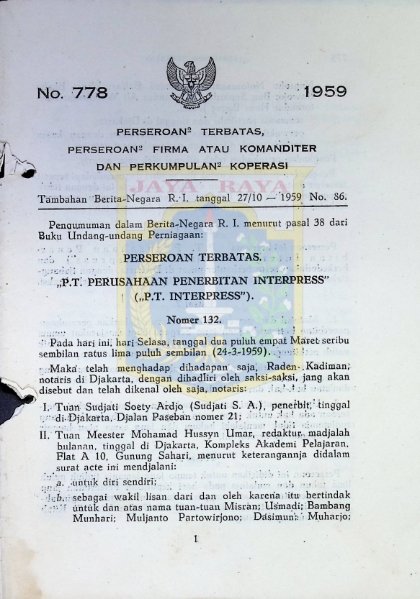 No. 778
1959
PERSEROAN² TERBATAS,
PERSEROAN² FIRMA ATAU KOMANDITER
DAN PERKUMPULAN² KOPERASI
JAYA RAYA
Tambahan Berita-Negara R. I. tanggal 27/10 — 1959 No. 86.
Pengumuman dalam Berita-Negara R. I. menurut pasal 38 dari
Buku Undang-undang Perniagaan:
PERSEROAN TERBATAS.
„P.T. PERUSAHAAN PENERBITAN INTERPRESS”
(„P.T. INTERPRESS”).
Nomer 132.
Pada hari ini, hari Selasa, tanggal dua puluh empat Maret seribu
sembilan ratus lima puluh sembilan (24-3-1959).
Maka telah menghadap dihadapan saja, Raden Kadiman,
notaris di Djakarta, dengan dihadliri oleh saksi-saksi, jang akan
disebut dan telah dikenal oleh saja, notaris:
I. Tuan Sudjati Soety Ardjo (Sudjati S. A.), penerbit, tinggal
di Djakarta, Djalan Paseban nomer 21;
II. Tuan Meester Mohamad Hussyn Umar, redaktur madjalah
bulanan, tinggal di Djakarta, Kompleks Akademi Pelajaran,
Flat A 10, Gunung Sahari, menurut keterangannja didalam
surat acte ini mendjalani:
a. untuk diri sendiri;
b. sebagai wakil lisan dari dan oleh karena itu bertindak
untuk dan atas nama tuan-tuan Misran; Usmadi; Bambang
Munhari; Muljanto Partowirjono; Dasimun Muharjo;
1